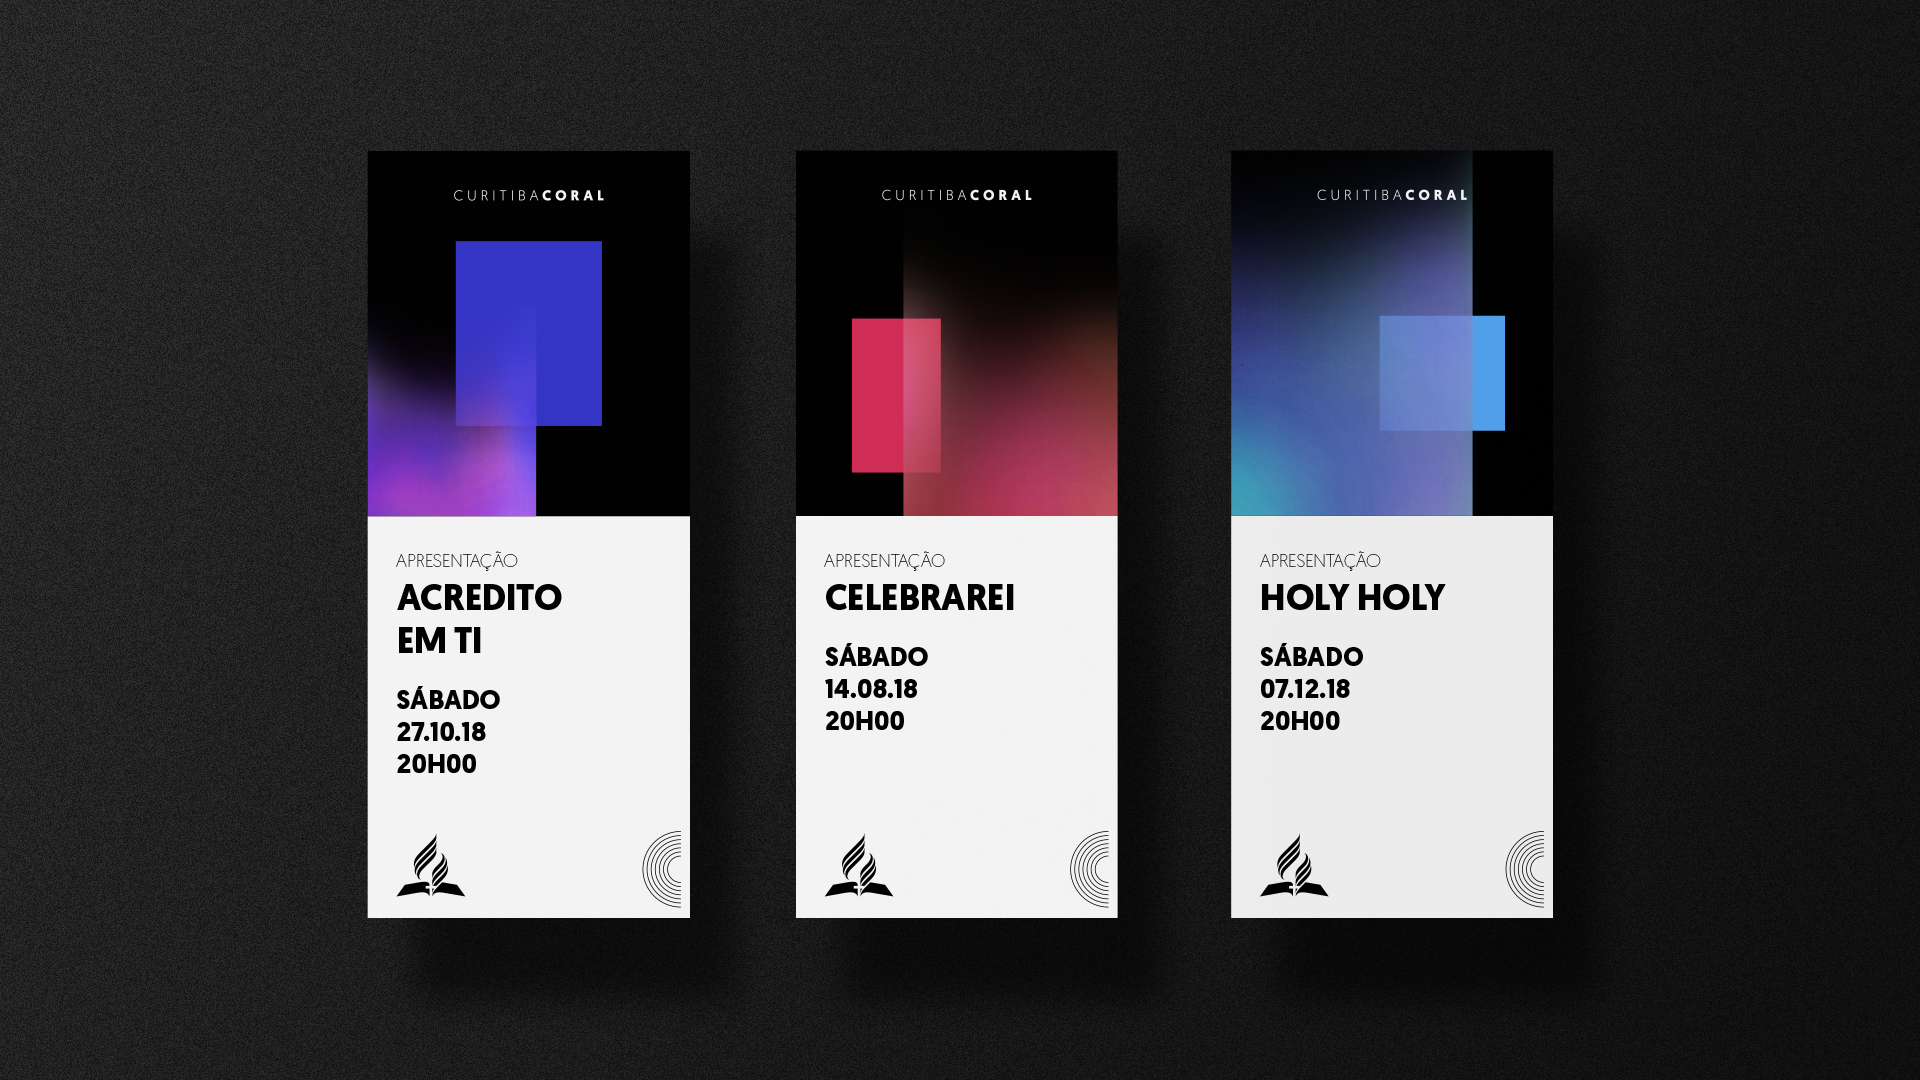 CURITIBACORAL
APRESENTAÇÃO
ACREDITO
EM TI
SÁBADO
27.10.18
20H00
CURITIBACORAL
APRESENTAÇÃO
CELEBRAREI
SÁBADO
14.08.18
20H00
CURITIBACORAL
APRESENTAÇÃO
HOLY HOLY
SÁBADO
07.12.18
20H00